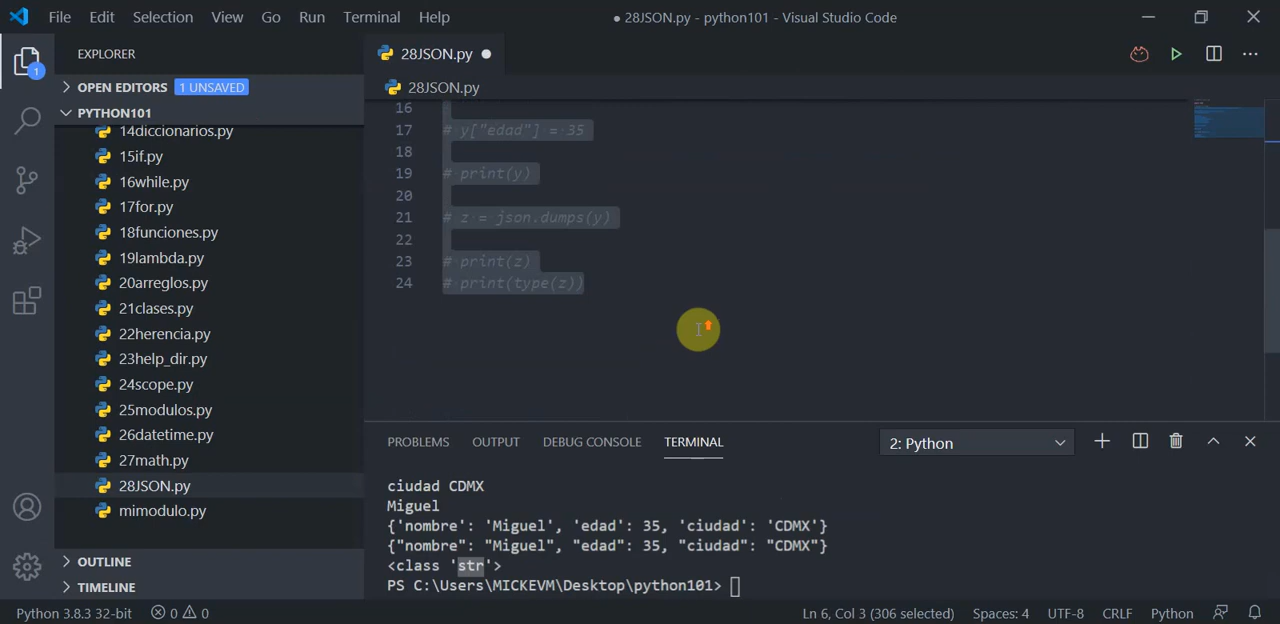 File Edit Selection View Go Run Terminal Help
● 28JSON.py - python101 - Visual Studio Code
EXPLORER
28JSON.py
1
OPEN EDITORS 1 UNSAVED
28JSON.py
PYTHON101
14diccionarios.py
15if.py
16while.py
17for.py
18funciones.py
19lambda.py
20arreglos.py
21clases.py
22herencia.py
23help_dir.py
24scope.py
25modulos.py
26datetime.py
27math.py
28JSON.py
mimodulo.py
OUTLINE
TIMELINE
16
17 # y["edad"] = 35
18
19 # print(y)
20
21 # z = json.dumps(y)
22
23 # print(z)
24 # print(type(z))
PROBLEMS OUTPUT DEBUG CONSOLE TERMINAL 2: Python
ciudad CDMX
Miguel
{'nombre': 'Miguel', 'edad': 35, 'ciudad': 'CDMX'}
{"nombre": "Miguel", "edad": 35, "ciudad": "CDMX"}
<class 'str'>
PS C:\Users\MICKEVM\Desktop\python101>
Python 3.8.3 32-bit 0 0 Ln 6, Col 3 (306 selected) Spaces: 4 UTF-8 CRLF Python